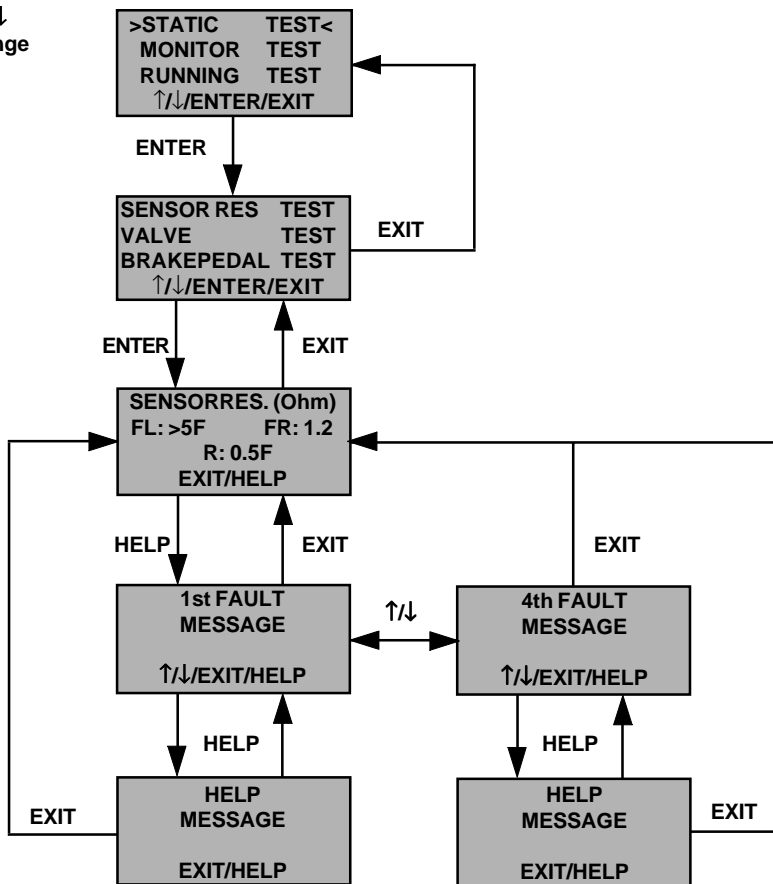 ↓
>STATIC TEST<
MONITOR TEST
RUNNING TEST
↑/↓/ENTER/EXIT
ENTER
SENSOR RES TEST
VALVE TEST
BRAKEPEDAL TEST
↑/↓/ENTER/EXIT
EXIT
ENTER
EXIT
SENSORRES. (Ohm)
FL: >5F FR: 1.2
R: 0.5F
EXIT/HELP
HELP
EXIT
EXIT
1st FAULT
MESSAGE
↑/↓/EXIT/HELP
↑/↓
4th FAULT
MESSAGE
↑/↓/EXIT/HELP
HELP
HELP
HELP
MESSAGE
EXIT/HELP
EXIT
HELP
MESSAGE
EXIT/HELP
EXIT